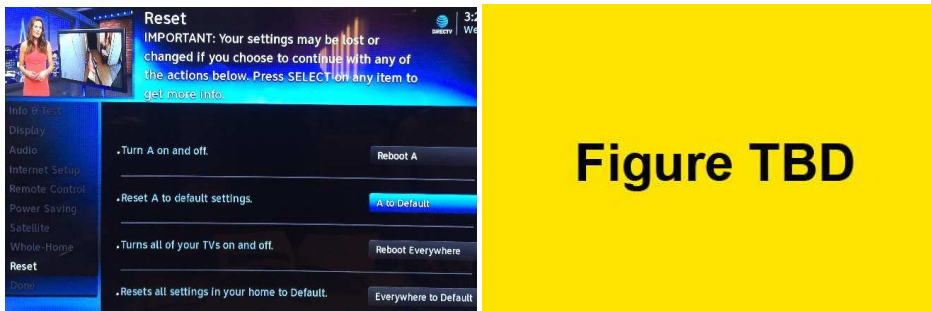 Reset
IMPORTANT: Your settings may be lost or
changed if you choose to continue with any of
the actions below. Press SELECT on any item to
get more info.
DIRECTV
3:2
We
Info & Test
Display
Audio
Internet Setup
Remote Control
Power Saving
Satellite
Whole-Home
Reset
Done
.Turn A on and off.
Reboot A
.Reset A to default settings.
A to Default
.Turns all of your TVs on and off.
Reboot Everywhere
.Resets all settings in your home to Default.
Everywhere to Default
Figure TBD